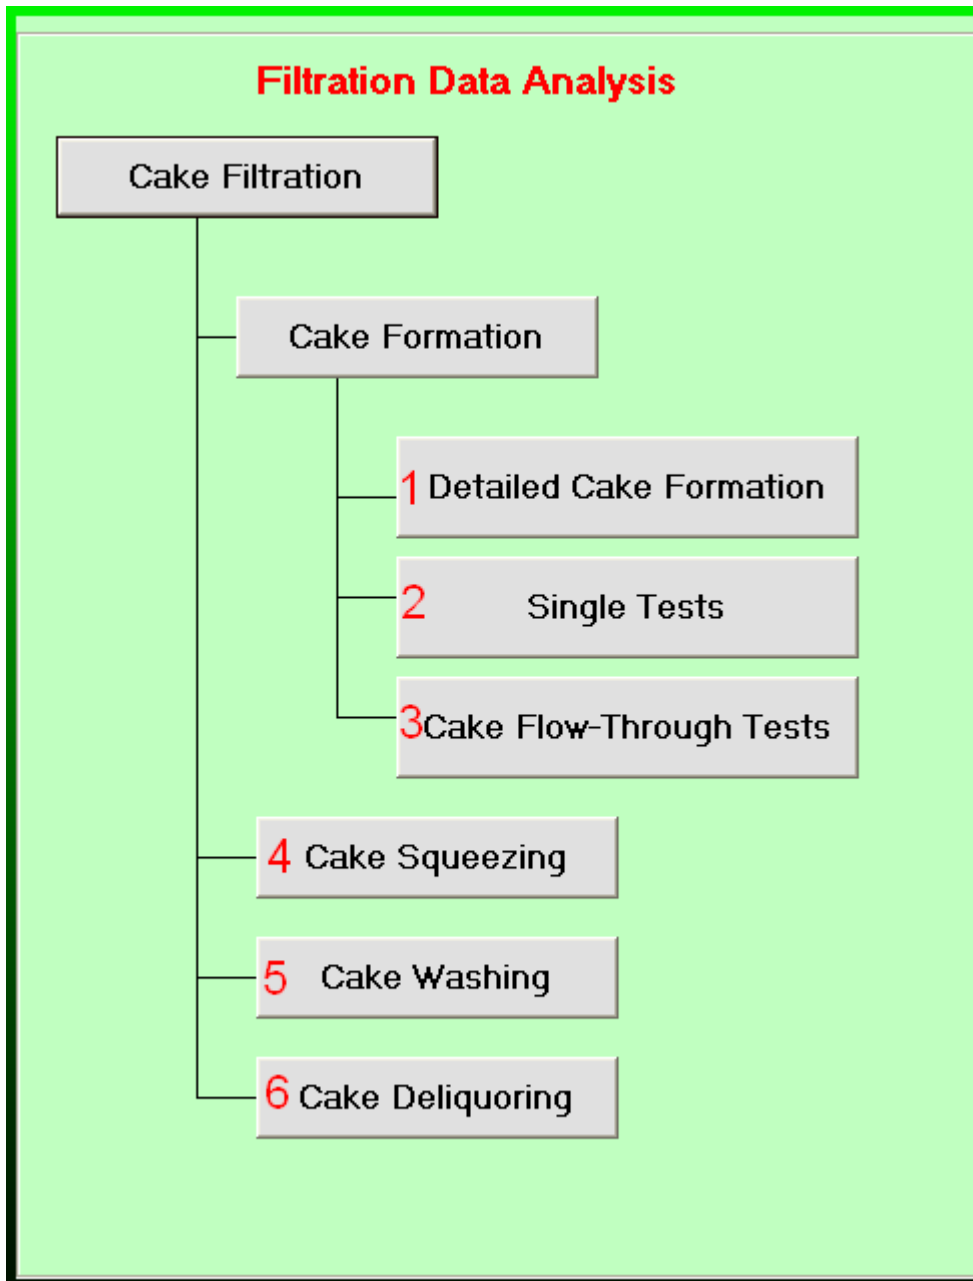 Filtration Data Analysis
Cake Filtration
Cake Formation
1 Detailed Cake Formation
2 Single Tests
3 Cake Flow-Through Tests
4 Cake Squeezing
5 Cake Washing
6 Cake Deliquoring